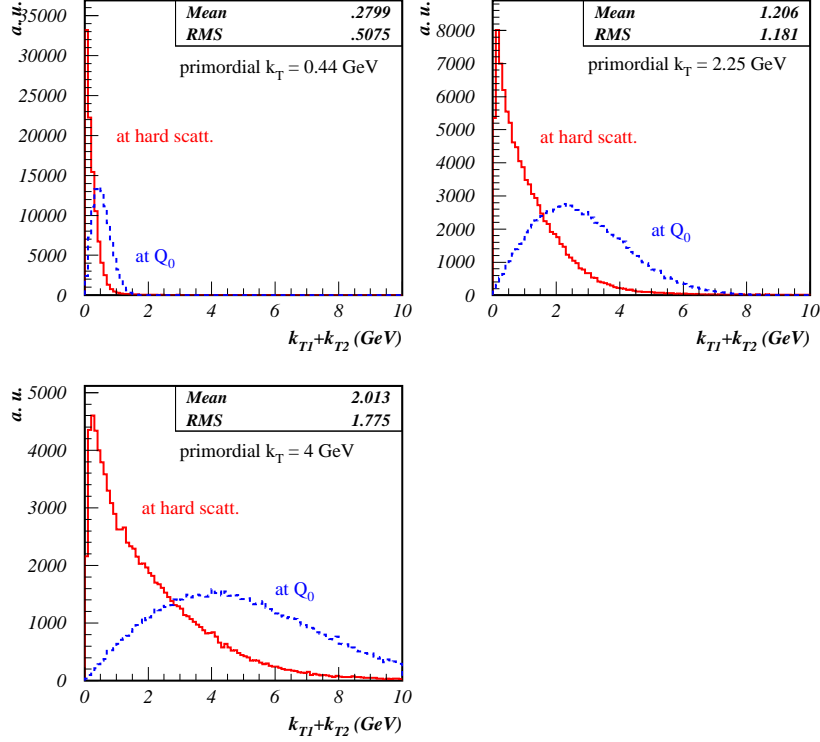 a. u.
35000
30000
25000
20000
15000
10000
5000
0
Mean .2799
RMS .5075
primordial k_T = 0.44 GeV
at hard scatt.
at Q_0
0 2 4 6 8 10
k_T1+k_T2 (GeV)
a. u.
8000
7000
6000
5000
4000
3000
2000
1000
0
Mean 1.206
RMS 1.181
primordial k_T = 2.25 GeV
at hard scatt.
at Q_0
0 2 4 6 8 10
k_T1+k_T2 (GeV)
a. u.
5000
4000
3000
2000
1000
0
Mean 2.013
RMS 1.775
primordial k_T = 4 GeV
at hard scatt.
at Q_0
0 2 4 6 8 10
k_T1+k_T2 (GeV)